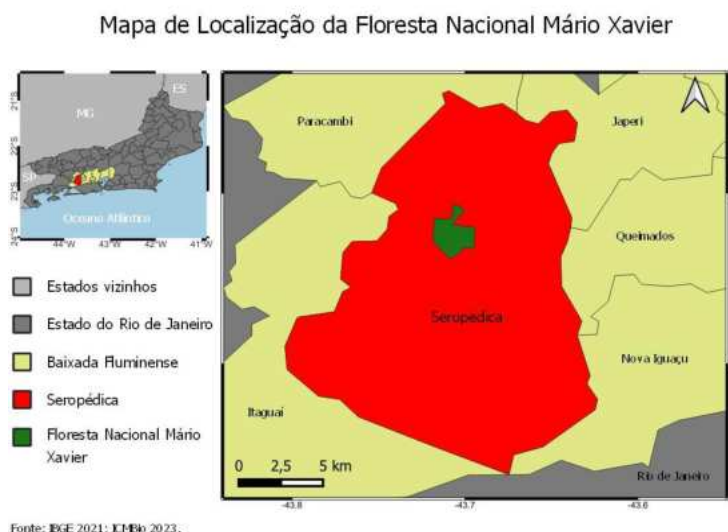 Mapa de Localização da Floresta Nacional Mário Xavier
ES
MG
SP
Oceano Atlântico
21°S
22°S
23°S
24°S
44°W
43°W
42°W
41°W
Estados vizinhos
Estado do Rio de Janeiro
Baixada Fluminense
Seropédica
Floresta Nacional Mário
Xavier
Paracambi
Japeri
Queimados
Seropédica
Nova Iguaçu
Itaguaí
Rio de Janeiro
0 2,5 5 km
-43.8
-43.7
-43.6
Fonte: IBGE 2021; ICMBio 2023.